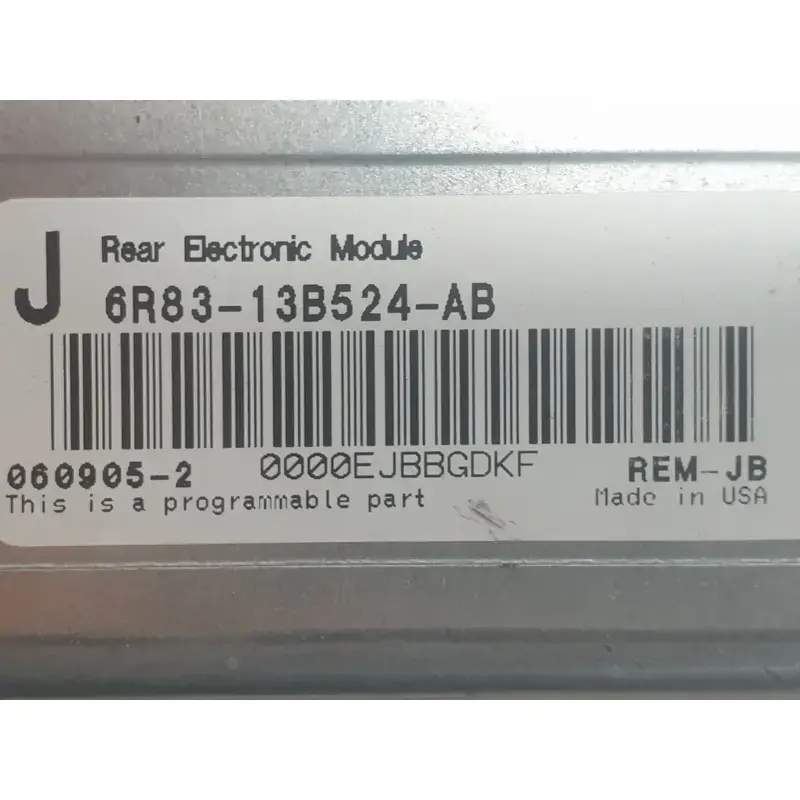 J Rear Electronic Module
6R83-13B524-AB
060905-2 0000EJBBGDKF REM-JB
This is a programmable part Made in USA